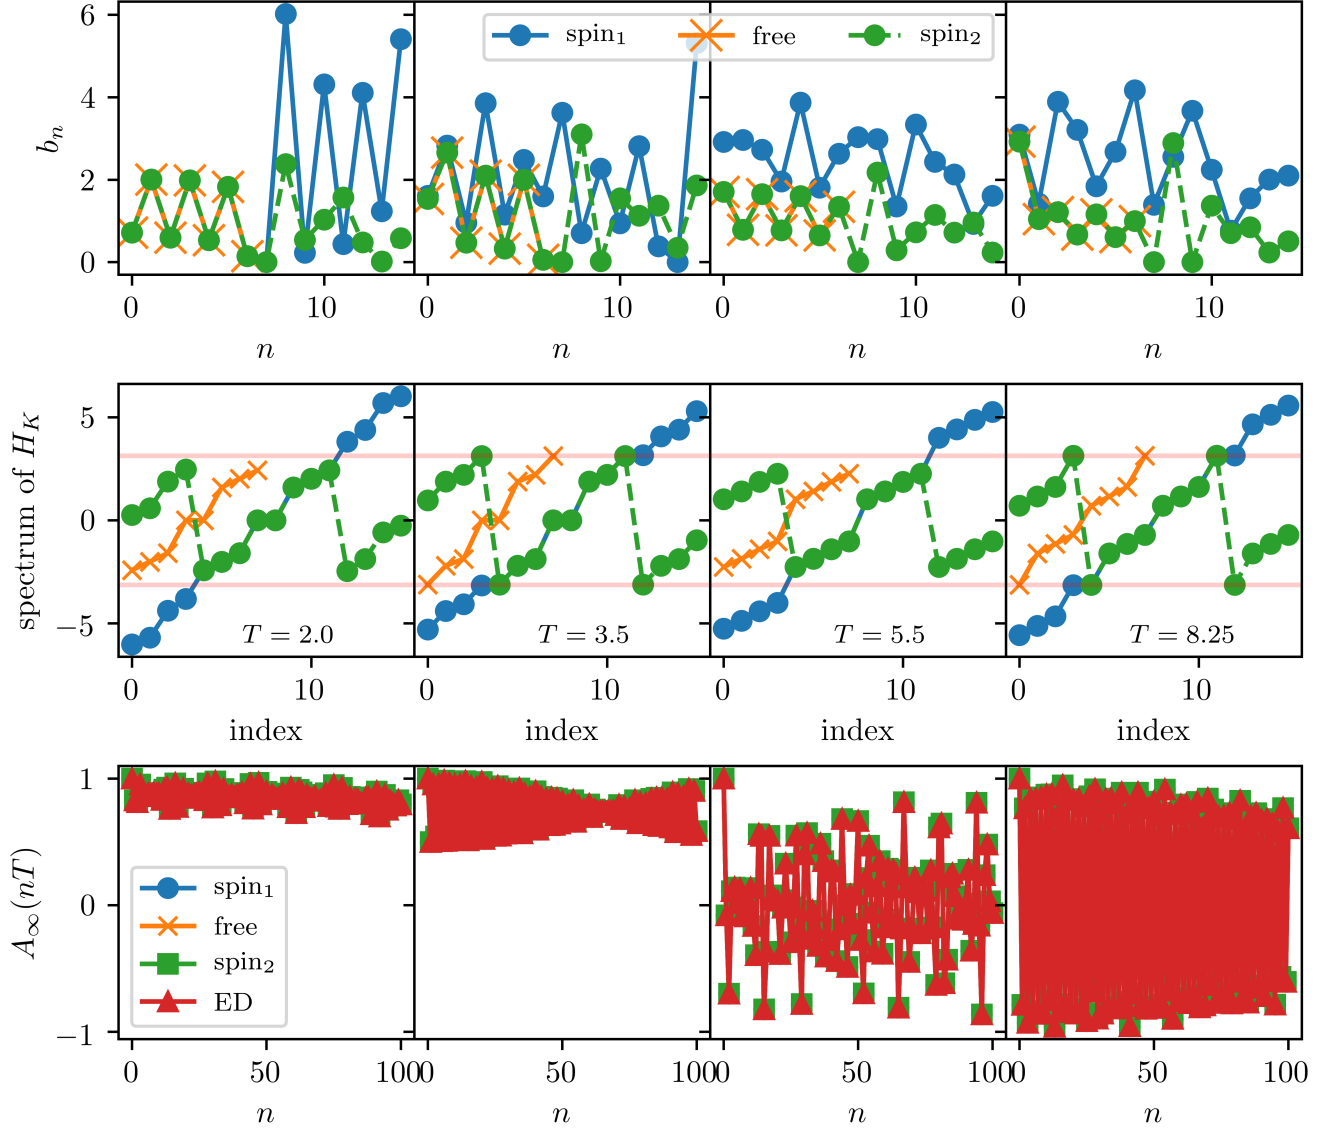 6
4
2
0
b_n
spin₁ free spin₂
0 10 0 10 0 10 0 10
n n n n
5
0
−5
spectrum of H_K
T = 2.0 T = 3.5 T = 5.5 T = 8.25
0 10 0 10 0 10 0 10
index index index index
1
0
−1
A_∞(nT)
spin₁
free
spin₂
ED
0 50 100 0 50 100 0 50 100 0 50 100
n n n n